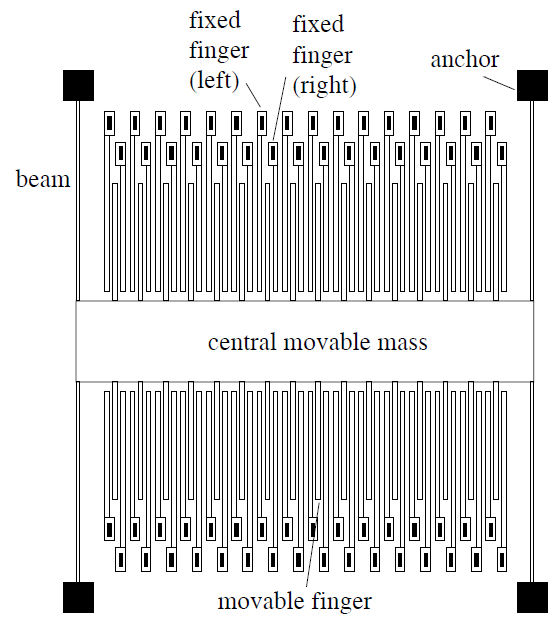 fixed
finger
(left)
fixed
finger
(right)
anchor
beam
central movable mass
movable finger